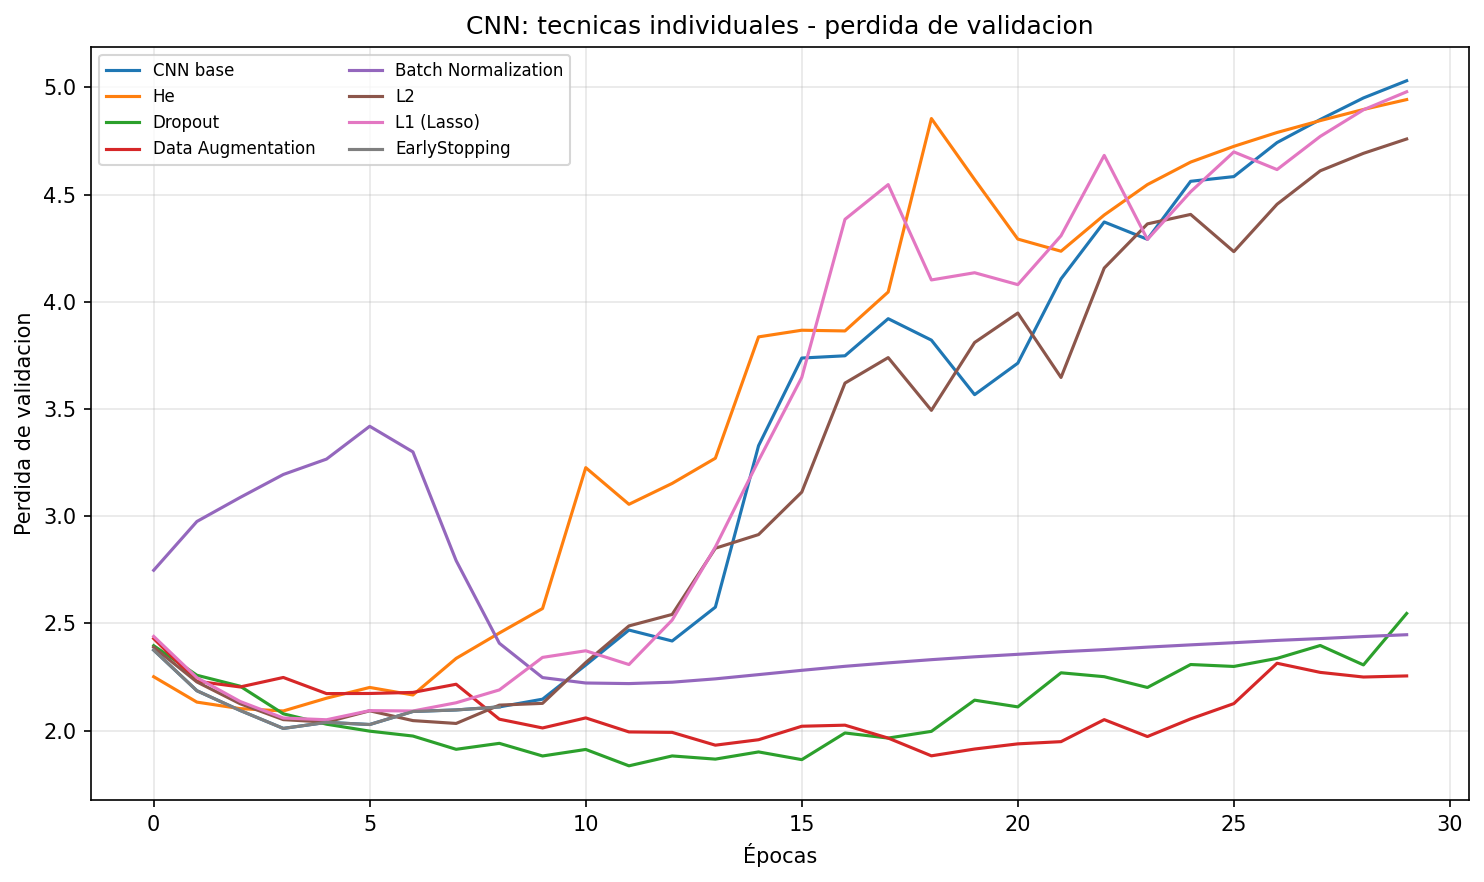 CNN: tecnicas individuales - perdida de validacion
CNN base
He
Dropout
Data Augmentation
Batch Normalization
L2
L1 (Lasso)
EarlyStopping
Perdida de validacion
5.0
4.5
4.0
3.5
3.0
2.5
2.0
0 5 10 15 20 25 30
Épocas